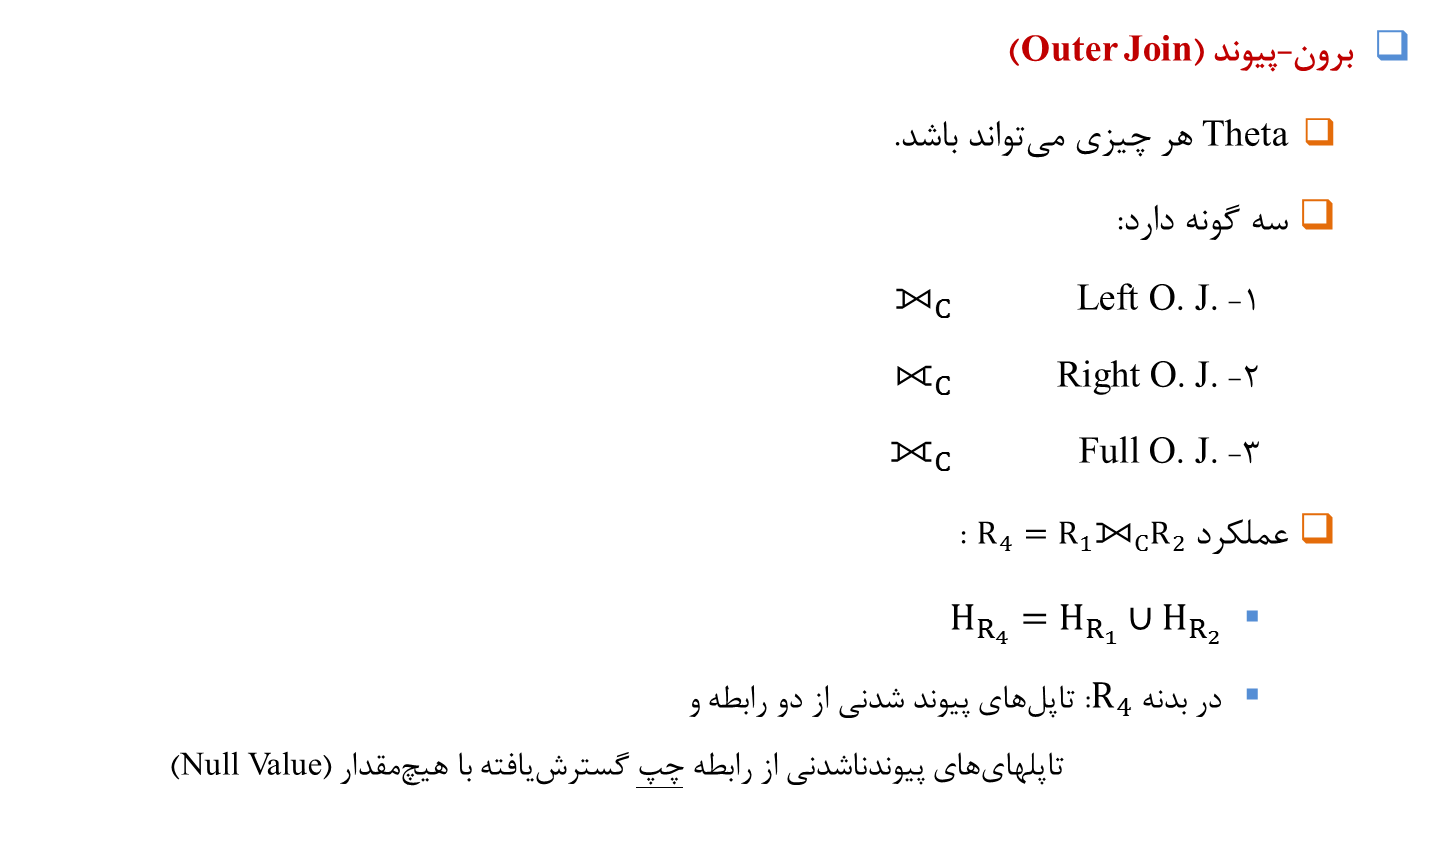 برون-پیوند (Outer Join)
Theta هر چیزی می‌تواند باشد.
سه گونه دارد:
۱- Left O. J. ⟕C
۲- Right O. J. ⟖C
۳- Full O. J. ⟗C
عملکرد R4 = R1⟕CR2 :
HR4 = HR1 ∪ HR2
در بدنه R4: تاپل‌های پیوند شدنی از دو رابطه و
تاپلهای‌های پیوندناشدنی از رابطه چپ گسترش‌یافته با هیچ‌مقدار (Null Value)